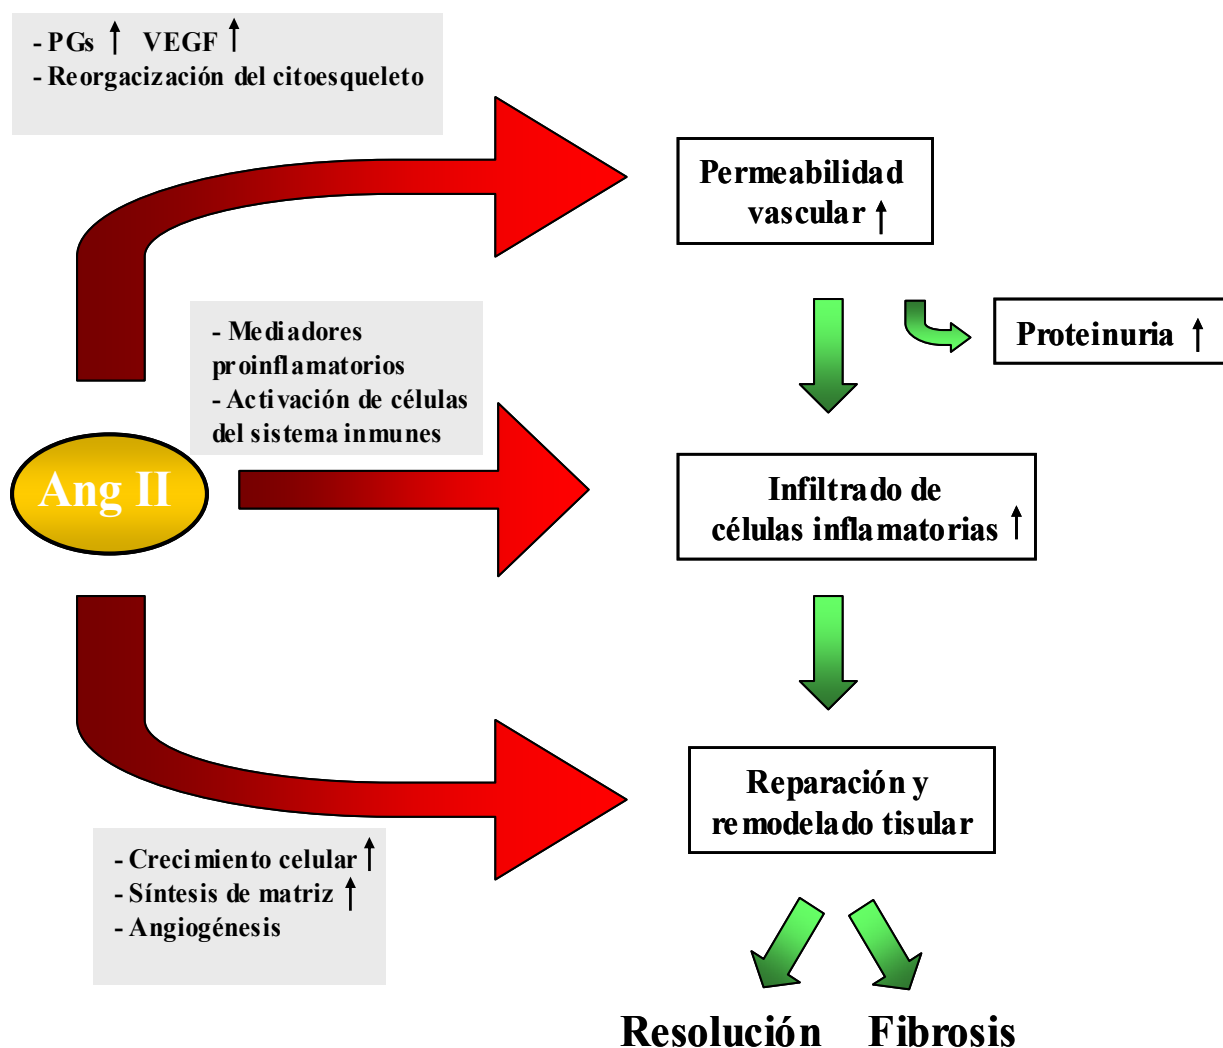 - PGs ↑ VEGF ↑
- Reorgacización del citoesqueleto
Permeabilidad
vascular ↑
- Mediadores
proinflamatorios
- Activación de células
del sistema inmunes
Proteinuria ↑
Ang II
Infiltrado de
células inflamatorias ↑
Reparación y
remodelado tisular
- Crecimiento celular ↑
- Síntesis de matriz ↑
- Angiogénesis
Resolución Fibrosis